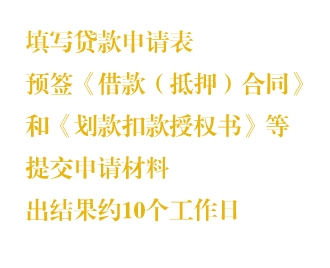 填写贷款申请表
预签《借款（抵押）合同》
和《划款扣款授权书》等
提交申请材料
出结果约10个工作日